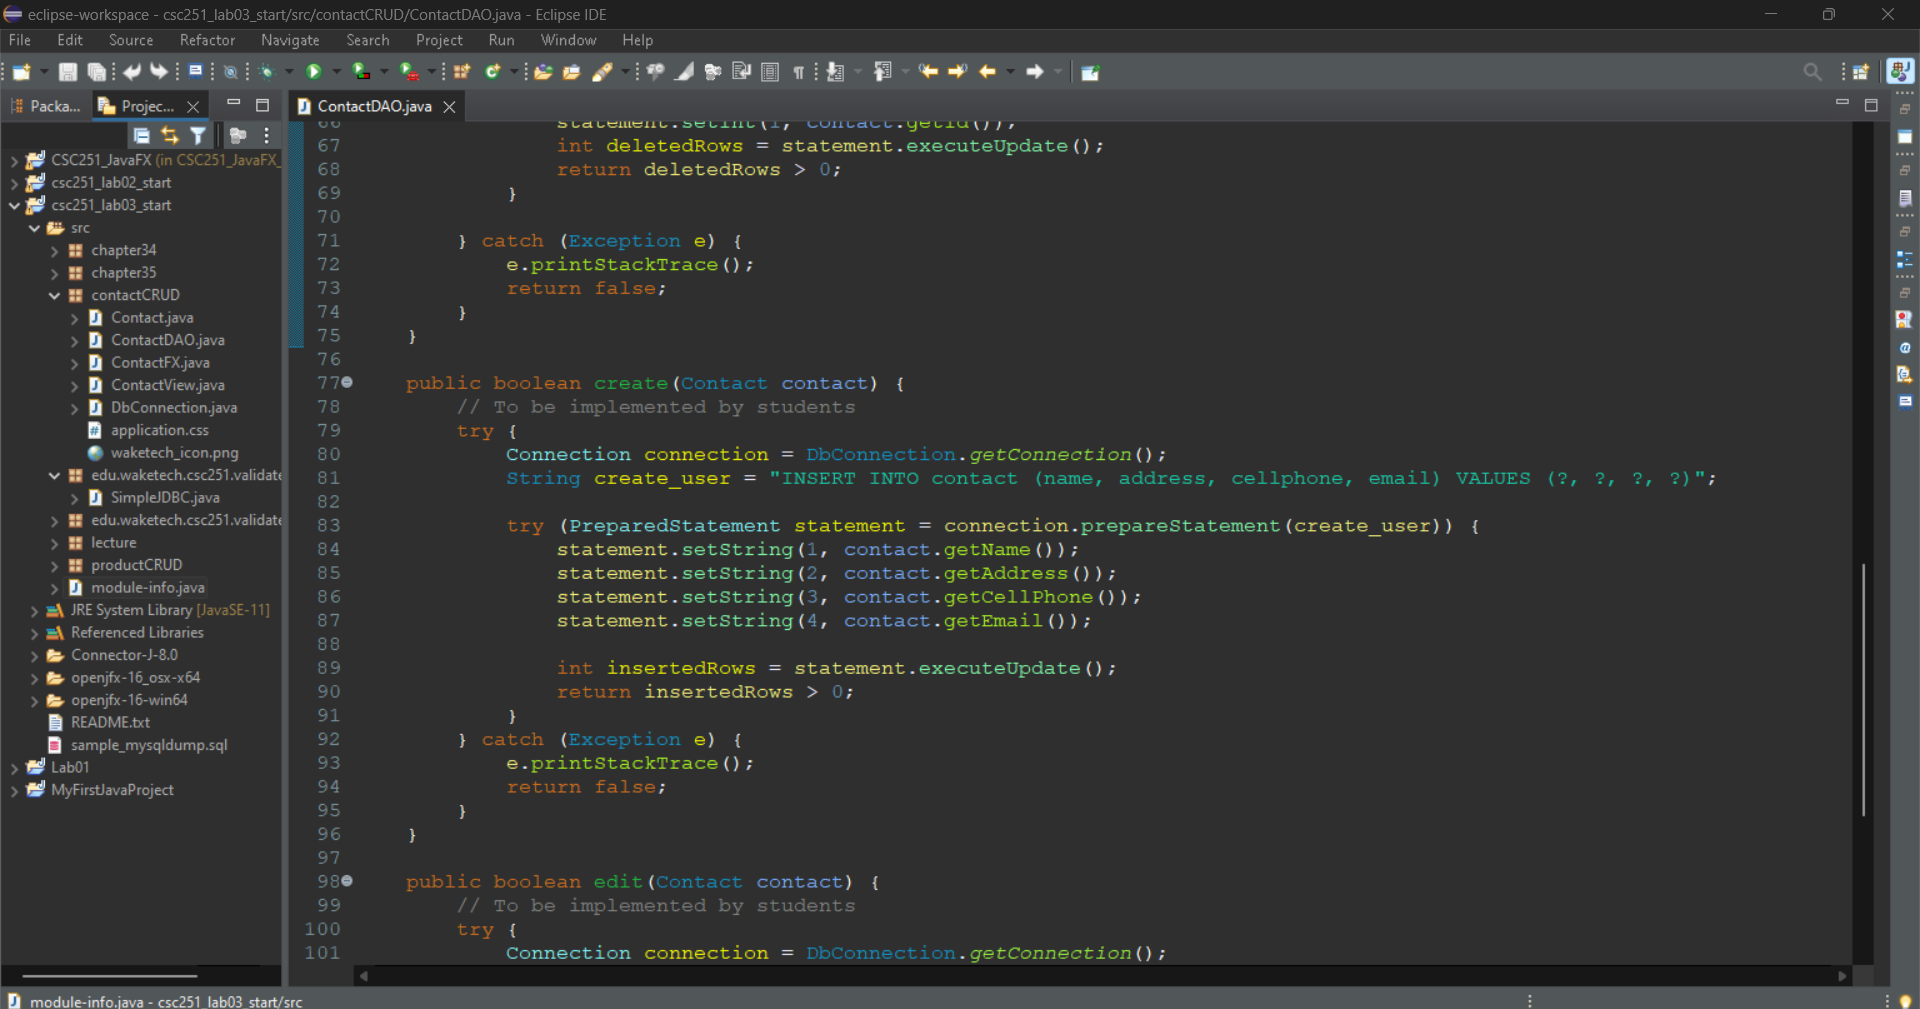 eclipse-workspace - csc251_lab03_start/src/contactCRUD/ContactDAO.java - Eclipse IDE
File Edit Source Refactor Navigate Search Project Run Window Help
Packa... Projec...
ContactDAO.java
CSC251_JavaFX (in CSC251_JavaFX_
csc251_lab02_start
csc251_lab03_start
src
chapter34
chapter35
contactCRUD
Contact.java
ContactDAO.java
ContactFX.java
ContactView.java
DbConnection.java
application.css
waketech_icon.png
edu.waketech.csc251.validate
SimpleJDBC.java
edu.waketech.csc251.validate
lecture
productCRUD
module-info.java
JRE System Library [JavaSE-11]
Referenced Libraries
Connector-J-8.0
openjfx-16_osx-x64
openjfx-16-win64
README.txt
sample_mysqldump.sql
Lab01
MyFirstJavaProject
66 statement.setInt(1, contact.getId());
67 int deletedRows = statement.executeUpdate();
68 return deletedRows > 0;
69 }
70
71 } catch (Exception e) {
72 e.printStackTrace();
73 return false;
74 }
75 }
76
77 public boolean create(Contact contact) {
78 // To be implemented by students
79 try {
80 Connection connection = DbConnection.getConnection();
81 String create_user = "INSERT INTO contact (name, address, cellphone, email) VALUES (?, ?, ?, ?)";
82
83 try (PreparedStatement statement = connection.prepareStatement(create_user)) {
84 statement.setString(1, contact.getName());
85 statement.setString(2, contact.getAddress());
86 statement.setString(3, contact.getCellPhone());
87 statement.setString(4, contact.getEmail());
88
89 int insertedRows = statement.executeUpdate();
90 return insertedRows > 0;
91 }
92 } catch (Exception e) {
93 e.printStackTrace();
94 return false;
95 }
96 }
97
98 public boolean edit(Contact contact) {
99 // To be implemented by students
100 try {
101 Connection connection = DbConnection.getConnection();
module-info.java - csc251_lab03_start/src